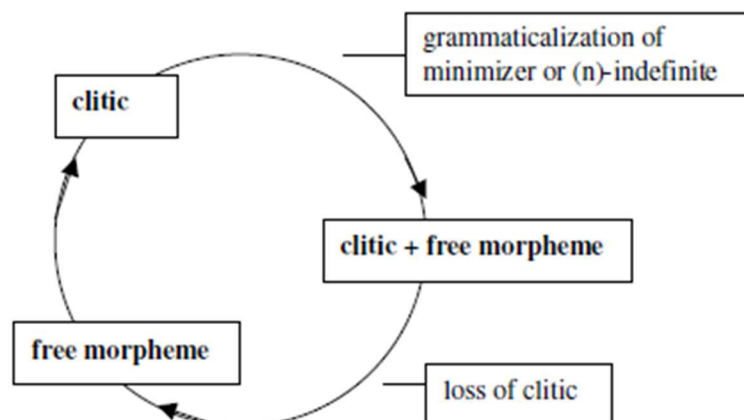 grammaticalization of
minimizer or (n)-indefinite
clitic
clitic + free morpheme
free morpheme
loss of clitic